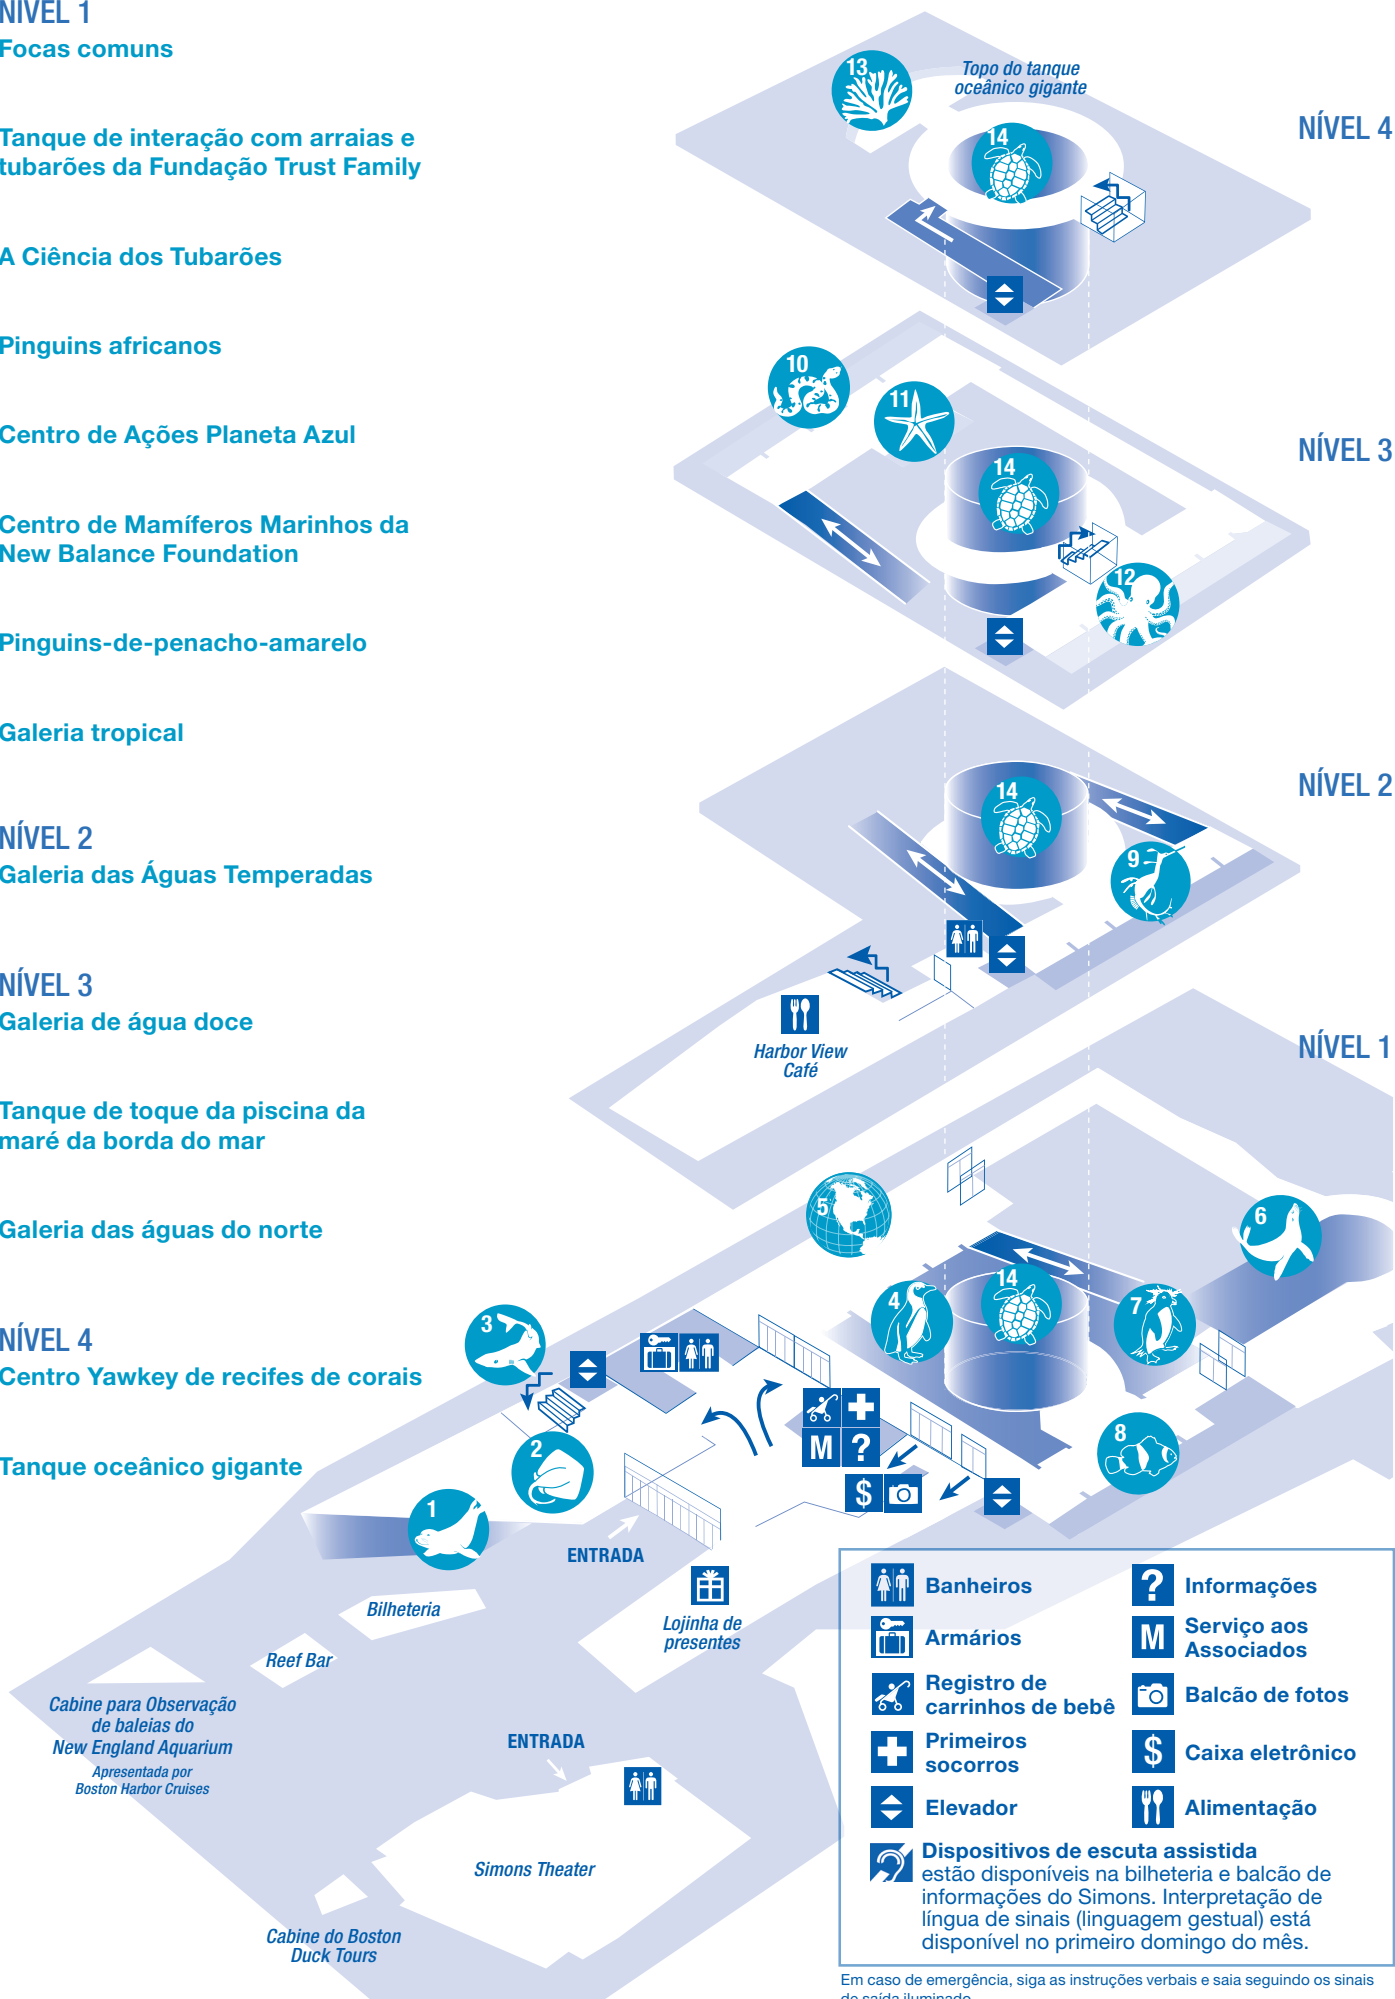 NÍVEL 1
Focas comuns
Tanque de interação com arraias e
tubarões da Fundação Trust Family
A Ciência dos Tubarões
Pinguins africanos
Centro de Ações Planeta Azul
Centro de Mamíferos Marinhos da
New Balance Foundation
Pinguins-de-penacho-amarelo
Galeria tropical
NÍVEL 2
Galeria das Águas Temperadas
NÍVEL 3
Galeria de água doce
Tanque de toque da piscina da
maré da borda do mar
Galeria das águas do norte
NÍVEL 4
Centro Yawkey de recifes de corais
Tanque oceânico gigante
13
Topo do tanque
oceânico gigante
14
NÍVEL 4
10
11
14
12
NÍVEL 3
14
9
NÍVEL 2
Harbor View
Café
NÍVEL 1
5
6
4
14
7
3
2
8
1
M
?
$
ENTRADA
Lojinha de
presentes
Bilheteria
Reef Bar
Cabine para Observação
de baleias do
New England Aquarium
Apresentada por
Boston Harbor Cruises
ENTRADA
Simons Theater
Cabine do Boston
Duck Tours
Banheiros
Armários
Registro de
carrinhos de bebê
Primeiros
socorros
Elevador
? Informações
M Serviço aos
Associados
Balcão de fotos
$ Caixa eletrônico
Alimentação
Dispositivos de escuta assistida
estão disponíveis na bilheteria e balcão de
informações do Simons. Interpretação de
língua de sinais (linguagem gestual) está
disponível no primeiro domingo do mês.
Em caso de emergência, siga as instruções verbais e saia seguindo os sinais
de saída iluminado